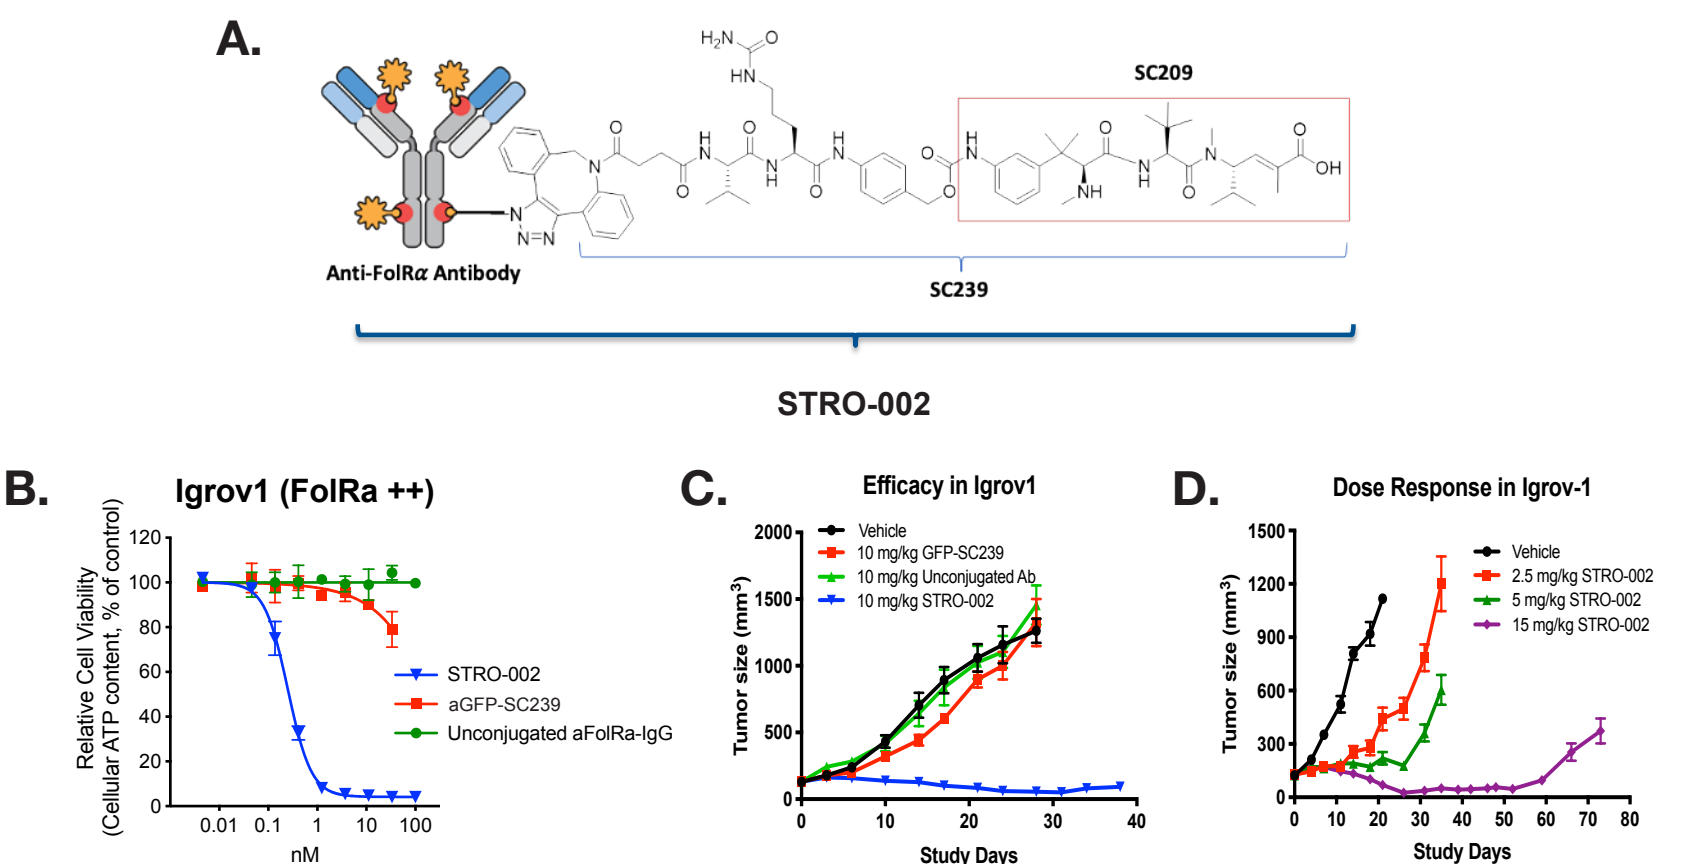 A.
H₂N
O
HN
SC209
O
O
H
N
O
N
H
O
N
H
O
H
N
O
O
H
N
NH
O
N
H
O
N
O
OH
N
N=N
Anti-FolRα Antibody
SC239
STRO-002
B.
Igrov1 (FolRa ++)
Relative Cell Viability
(Cellular ATP content, % of control)
120
100
80
60
40
20
0
0.01 0.1 1 10 100
nM
STRO-002
aGFP-SC239
Unconjugated aFolRa-IgG
C.
Efficacy in Igrov1
Vehicle
10 mg/kg GFP-SC239
10 mg/kg Unconjugated Ab
10 mg/kg STRO-002
Tumor size (mm³)
2000
1500
1000
500
0
0 10 20 30 40
Study Days
D.
Dose Response in Igrov-1
Vehicle
2.5 mg/kg STRO-002
5 mg/kg STRO-002
15 mg/kg STRO-002
Tumor size (mm³)
1500
1200
900
600
300
0
0 10 20 30 40 50 60 70 80
Study Days